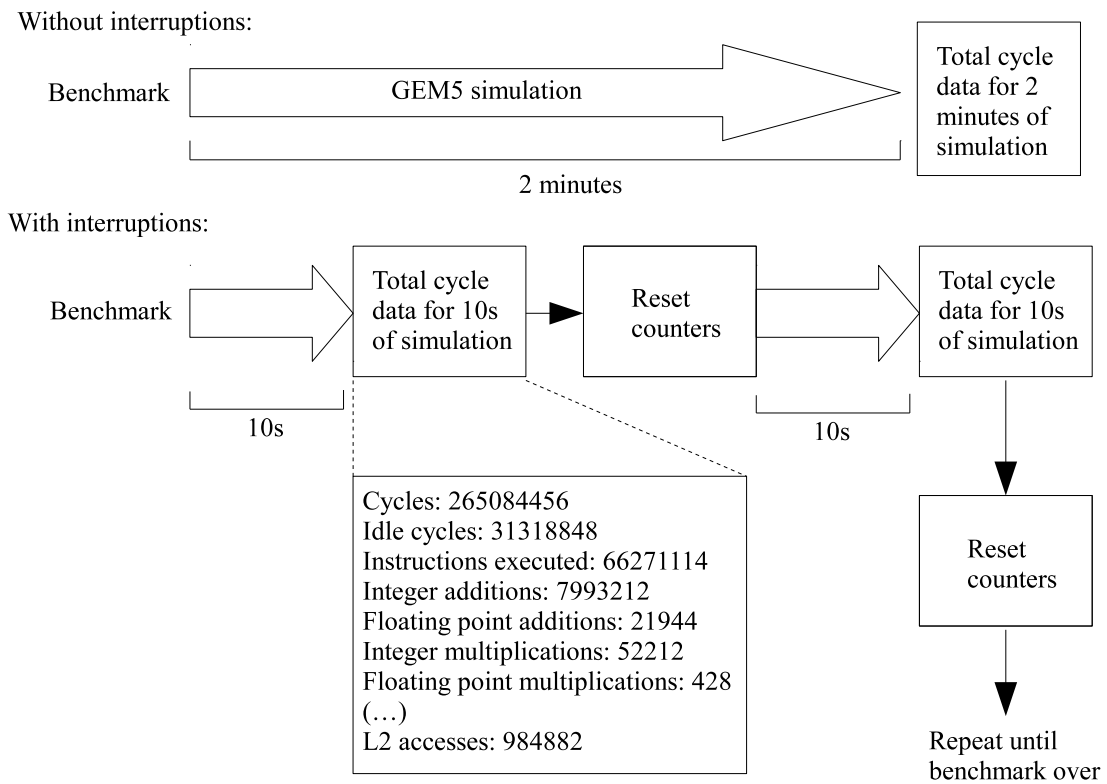 Without interruptions:
Benchmark
GEM5 simulation
2 minutes
Total cycle
data for 2
minutes of
simulation
With interruptions:
Benchmark
10s
Total cycle
data for 10s
of simulation
Reset
counters
10s
Total cycle
data for 10s
of simulation
Cycles: 265084456
Idle cycles: 31318848
Instructions executed: 66271114
Integer additions: 7993212
Floating point additions: 21944
Integer multiplications: 52212
Floating point multiplications: 428
(…)
L2 accesses: 984882
Reset
counters
Repeat until
benchmark over